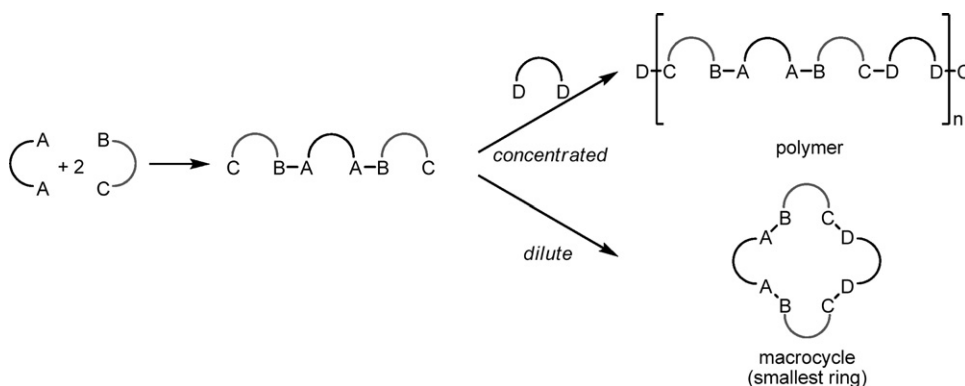 A
A
+ 2
B
C
C B–A A–B C
D D
concentrated
dilute
D C B–A A–B C–D D C
n
polymer
B C
A D
A D
B C
macrocycle
(smallest ring)